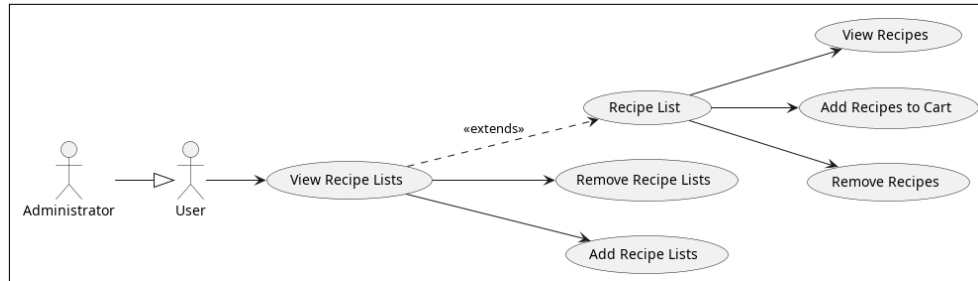 View Recipes
Recipe List
Add Recipes to Cart
«extends»
View Recipe Lists
Remove Recipe Lists
Remove Recipes
Administrator
User
Add Recipe Lists